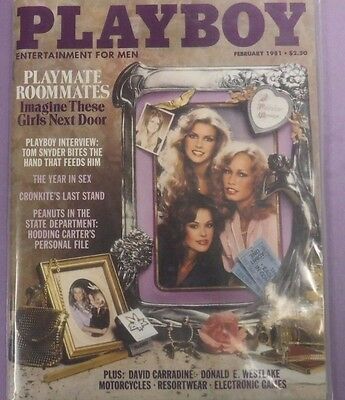 PLAYBOY
ENTERTAINMENT FOR MEN
FEBRUARY 1981 • $2.50
PLAYMATE
ROOMMATES
Imagine These
Girls Next Door
PLAYBOY INTERVIEW:
TOM SNYDER BITES THE
HAND THAT FEEDS HIM
THE YEAR IN SEX
CRONKITE'S LAST STAND
PEANUTS IN THE
STATE DEPARTMENT:
HODDING CARTER'S
PERSONAL FILE
PLUS: DAVID CARRADINE • DONALD E. WESTLAKE
MOTORCYCLES • RESORTWEAR • ELECTRONIC GAMES